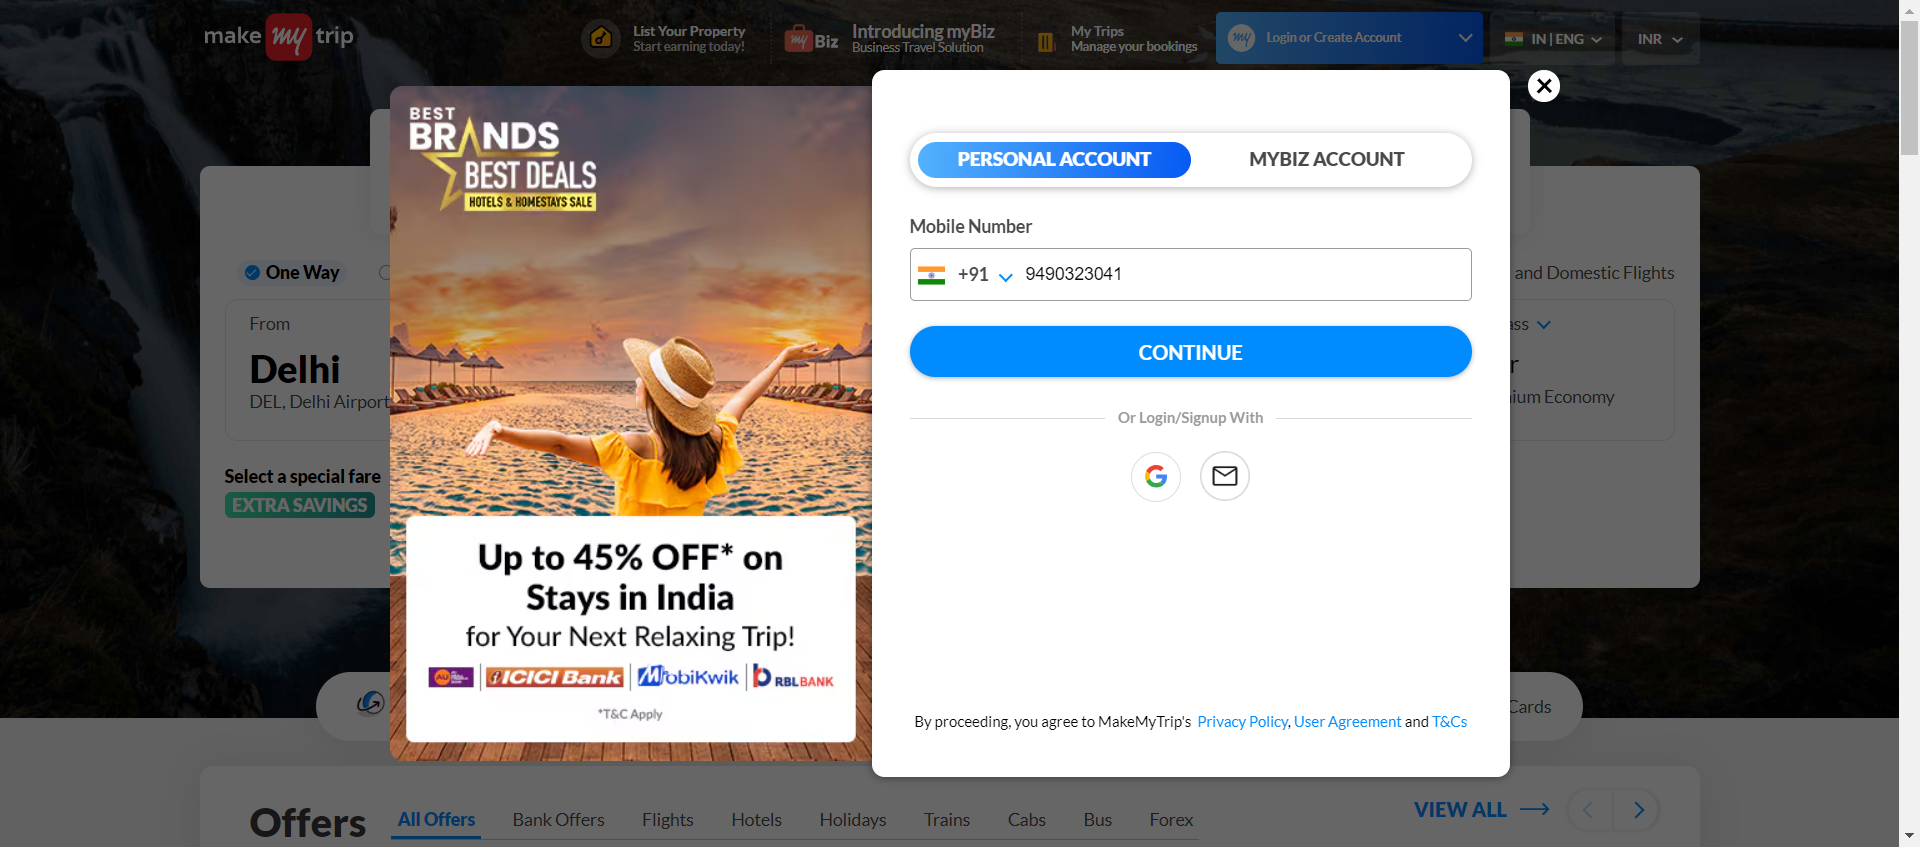 make my trip
List Your Property
Start earning today!
my Biz
Introducing myBiz
Business Travel Solution
My Trips
Manage your bookings
my
Login or Create Account
IN | ENG
INR
BEST
BRANDS
BEST DEALS
HOTELS & HOMESTAYS SALE
PERSONAL ACCOUNT
MYBIZ ACCOUNT
Mobile Number
+91
9490323041
CONTINUE
Or Login/Signup With
One Way
and Domestic Flights
From
Delhi
DEL, Delhi Airport
ass
r
ium Economy
Select a special fare
EXTRA SAVINGS
Up to 45% OFF* on
Stays in India
for Your Next Relaxing Trip!
AU
ICICI Bank
MobiKwik
RBL BANK
*T&C Apply
Cards
By proceeding, you agree to MakeMyTrip's Privacy Policy, User Agreement and T&Cs
Offers
All Offers
Bank Offers
Flights
Hotels
Holidays
Trains
Cabs
Bus
Forex
VIEW ALL